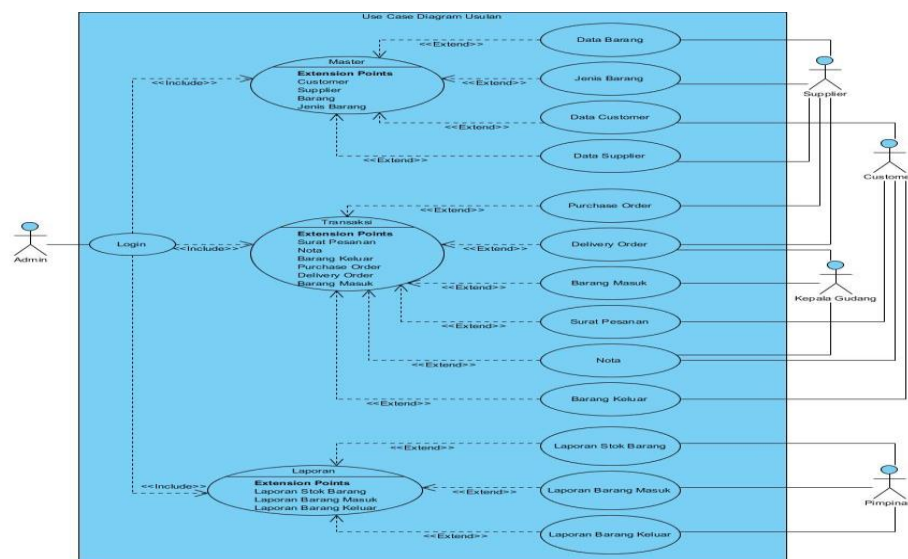 Use Case Diagram Usulan
Master
Extension Points
Customer
Supplier
Barang
Jenis Barang
<<Include>>
<<Extend>>
Data Barang
<<Extend>>
Jenis Barang
<<Extend>>
Data Customer
<<Extend>>
Data Supplier
Supplier
Custome
Admin
Login
<<Include>>
Transaksi
Extension Points
Surat Pesanan
Nota
Barang Keluar
Purchase Order
Delivery Order
Barang Masuk
<<Extend>>
Purchase Order
<<Extend>>
Delivery Order
<<Extend>>
Barang Masuk
<<Extend>>
Surat Pesanan
<<Extend>>
Nota
<<Extend>>
Barang Keluar
Kepala Gudang
<<Include>>
Laporan
Extension Points
Laporan Stok Barang
Laporan Barang Masuk
Laporan Barang Keluar
<<Extend>>
Laporan Stok Barang
<<Extend>>
Laporan Barang Masuk
<<Extend>>
Laporan Barang Keluar
Pimpina